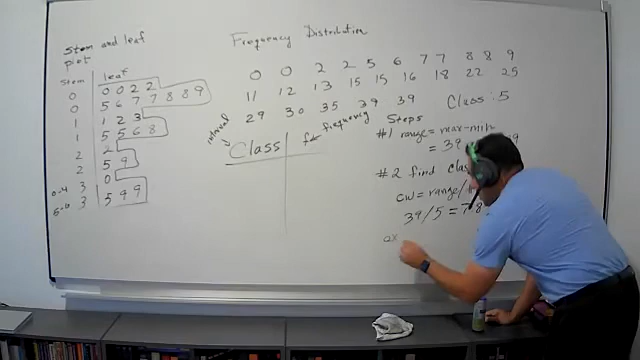 Stem and leaf
plot
stem leaf
0 0 0 2 2
0 5 6 7 7 8 8 9
1 1 2 3
1 5 5 6 8
2 2
2 5 9
0-4 3 0
3 5 9 9
Frequency Distribution
0 0 2 2 5 6 7 7 8 8 9
11 12 13 15 15 16 18 22 25
29 30 35 39 39
Class: 5
interval
Class f frequency
Steps
#1 range = max-min
= 39
#2 find
cw = range/
39/5 = 7.8